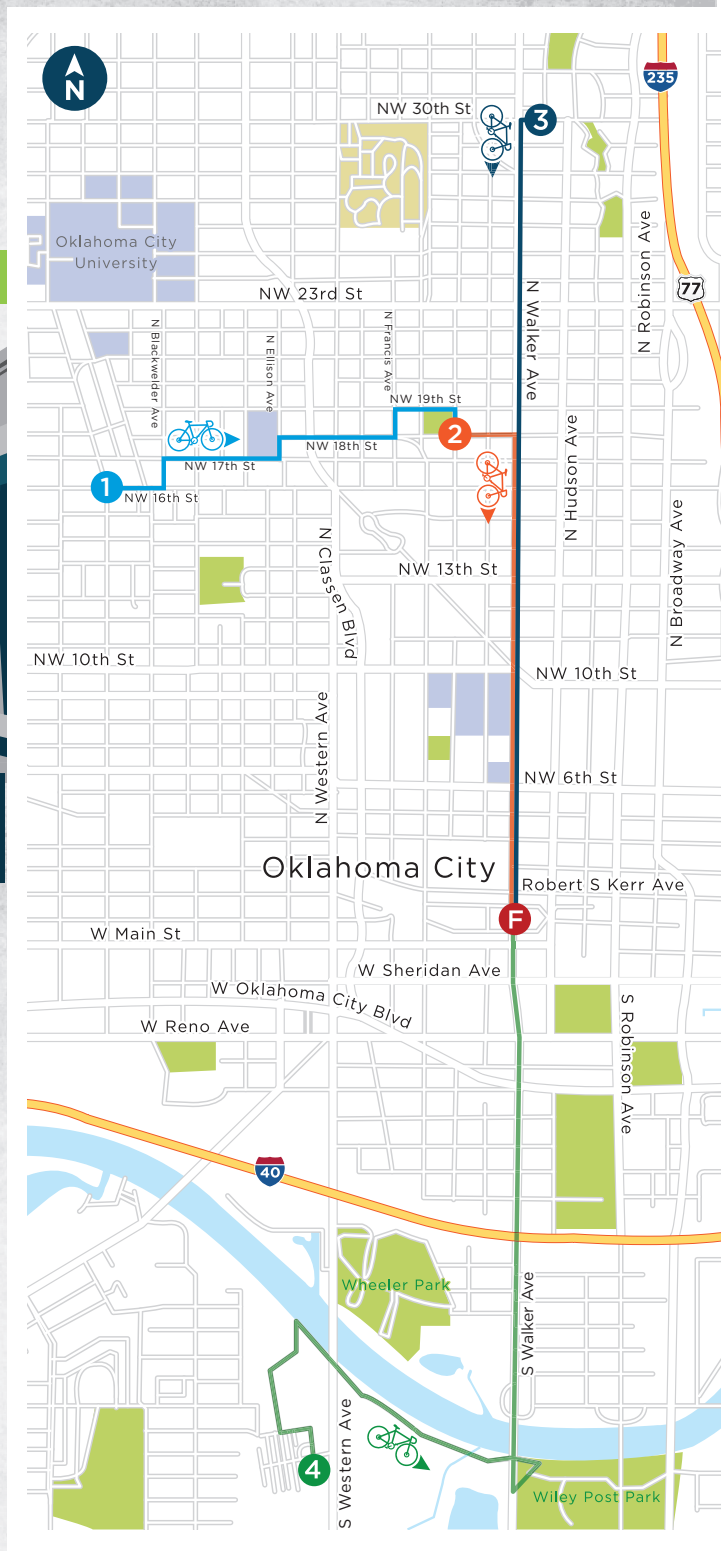 N
235
NW 30th St
3
Oklahoma City
University
N Robinson Ave
77
NW 23rd St
N Walker Ave
N Blackwelder Ave
N Ellison Ave
N Francis Ave
NW 19th St
2
NW 18th St
NW 17th St
1
NW 16th St
N Hudson Ave
N Broadway Ave
N Classen Blvd
NW 13th St
NW 10th St
NW 10th St
N Western Ave
NW 6th St
Oklahoma City
Robert S Kerr Ave
F
W Main St
W Sheridan Ave
W Oklahoma City Blvd
W Reno Ave
S Robinson Ave
40
Wheeler Park
S Walker Ave
S Western Ave
4
Wiley Post Park